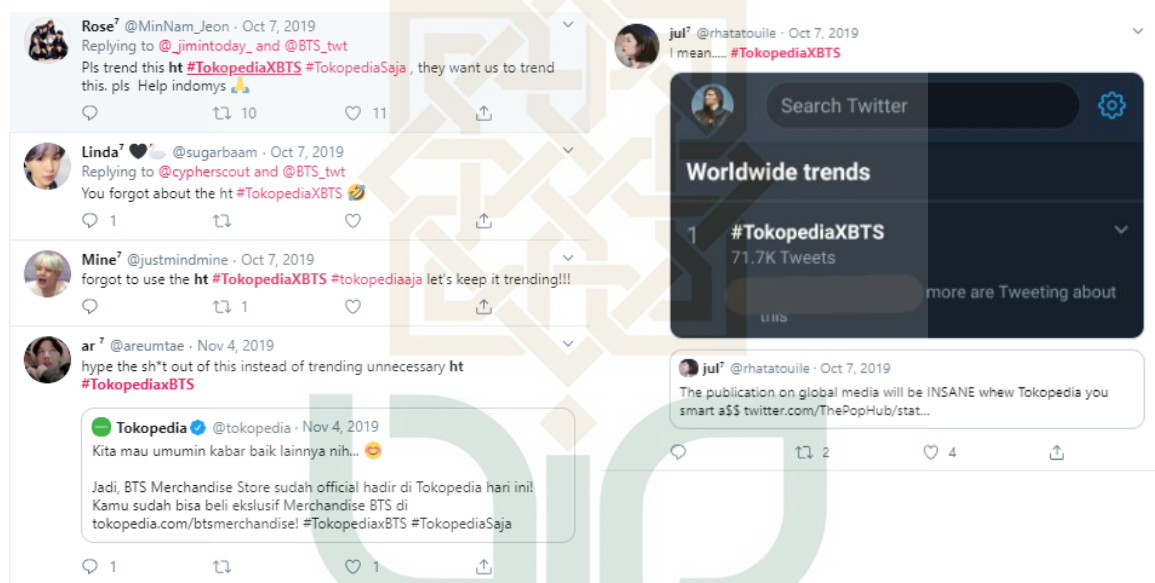 Rose⁷ @MinNam_Jeon · Oct 7, 2019
Replying to @_jimintoday_ and @BTS_twt
Pls trend this ht #TokopediaXBTS #TokopediaSaja , they want us to trend
this. pls Help indomys 🙏
10 11
Linda⁷ 🖤🦢 @sugarbaam · Oct 7, 2019
Replying to @cypherscout and @BTS_twt
You forgot about the ht #TokopediaXBTS 🤣
1
Mine⁷ @justmindmine · Oct 7, 2019
forgot to use the ht #TokopediaXBTS #tokopediaaja let's keep it trending!!!
1
ar ⁷ @areumtae · Nov 4, 2019
hype the sh*t out of this instead of trending unnecessary ht
#TokopediaxBTS
Tokopedia @tokopedia · Nov 4, 2019
Kita mau umumin kabar baik lainnya nih... 😊
Jadi, BTS Merchandise Store sudah official hadir di Tokopedia hari ini!
Kamu sudah bisa beli ekslusif Merchandise BTS di
tokopedia.com/btsmerchandise! #TokopediaxBTS #TokopediaSaja
1 1
jul⁷ @rhatatouile · Oct 7, 2019
I mean..... #TokopediaXBTS
Search Twitter
Worldwide trends
1 #TokopediaXBTS
71.7K Tweets
more are Tweeting about
this
jul⁷ @rhatatouile · Oct 7, 2019
The publication on global media will be INSANE whew Tokopedia you
smart a$$ twitter.com/ThePopHub/stat...
2 4